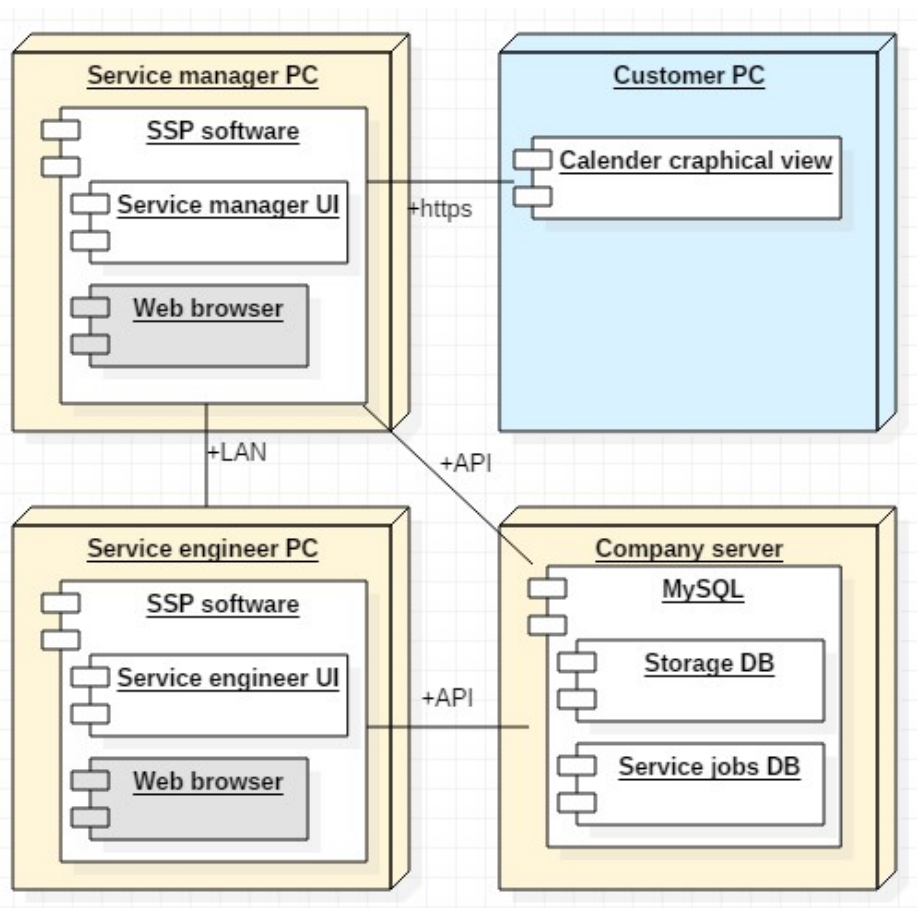 Service manager PC
SSP software
Service manager UI
Web browser
+https
Customer PC
Calender craphical view
+LAN
+API
Service engineer PC
SSP software
Service engineer UI
Web browser
+API
Company server
MySQL
Storage DB
Service jobs DB